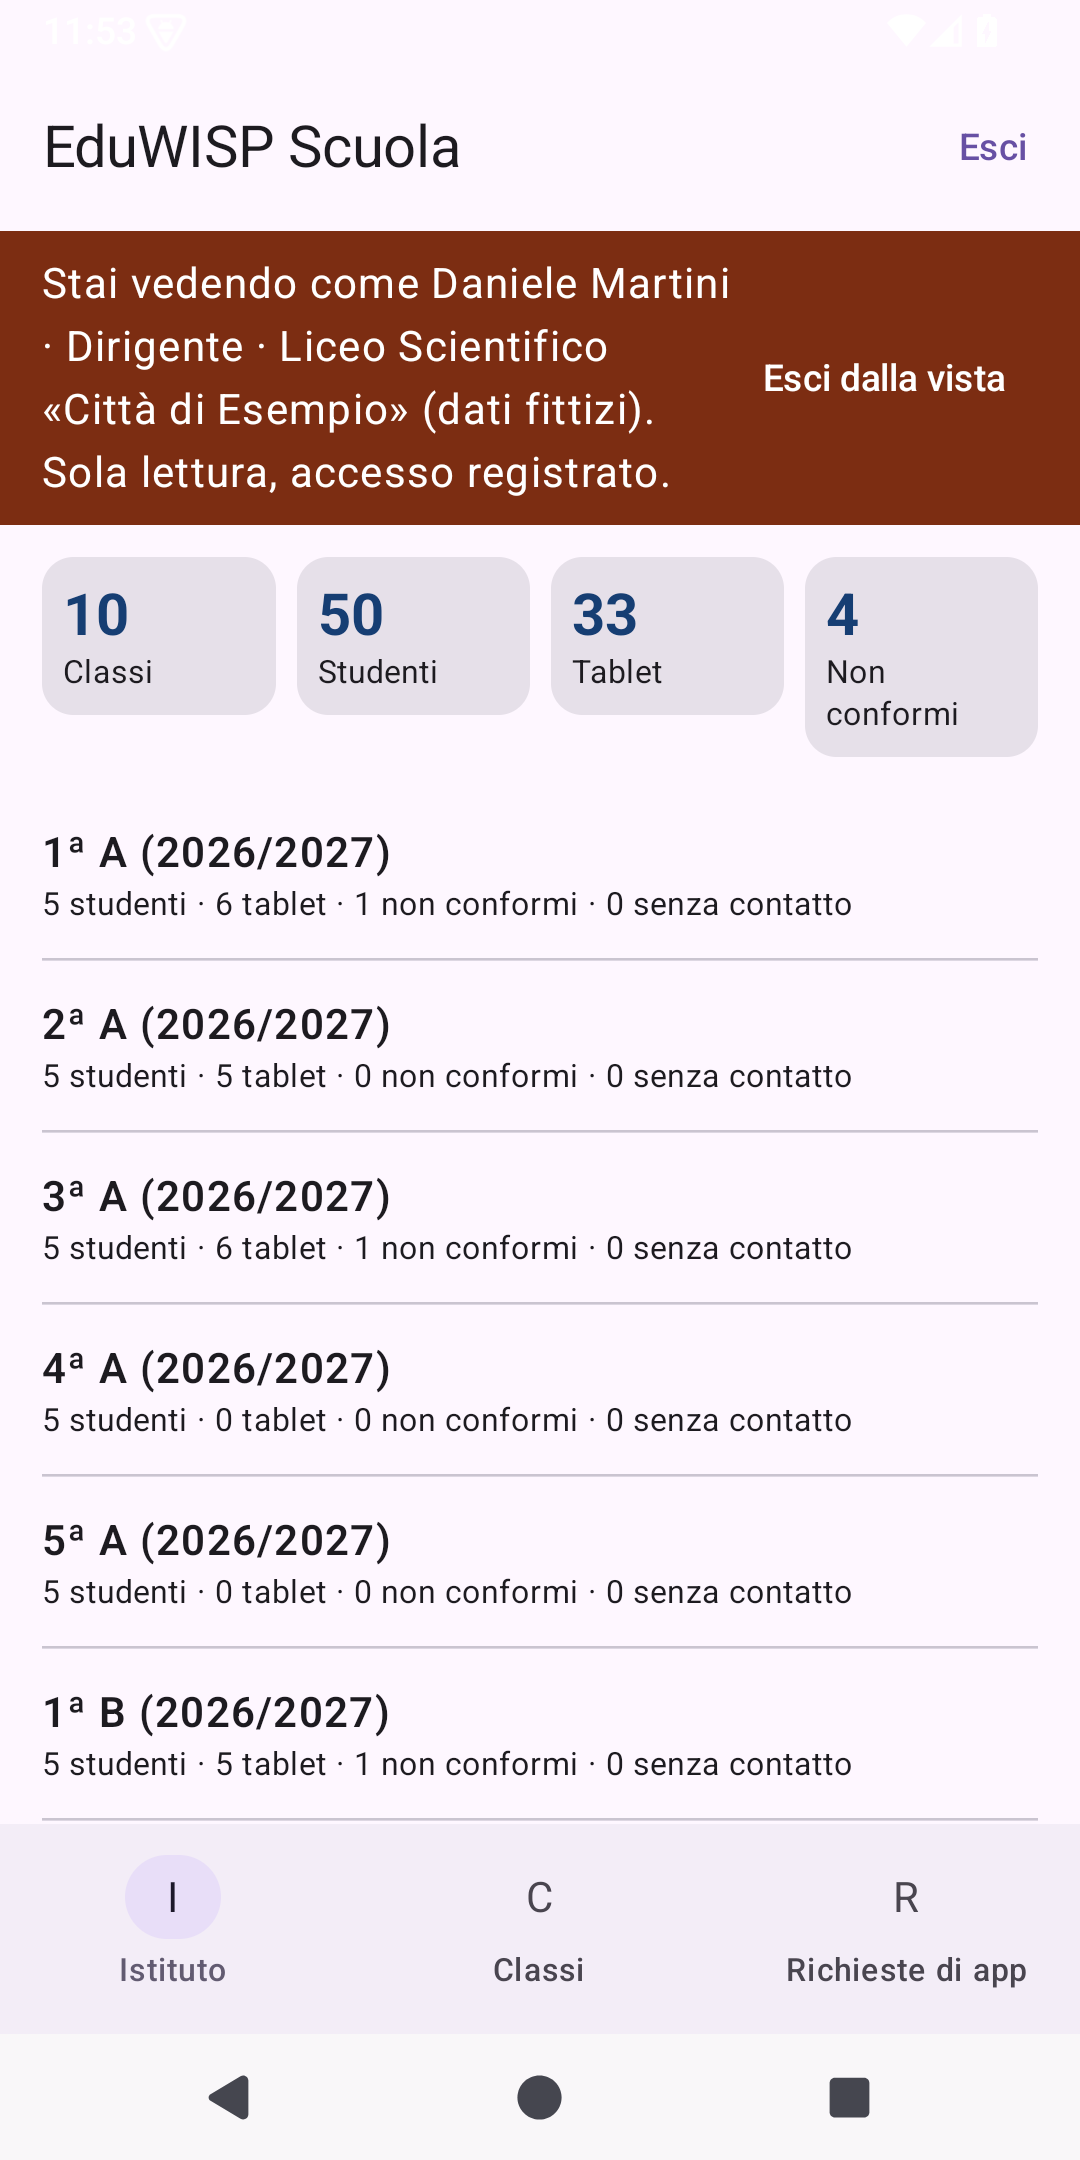 11:53
EduWISP Scuola
Esci
Stai vedendo come Daniele Martini
· Dirigente · Liceo Scientifico
«Città di Esempio» (dati fittizi).
Sola lettura, accesso registrato.
Esci dalla vista
10
Classi
50
Studenti
33
Tablet
4
Non
conformi
1ª A (2026/2027)
5 studenti · 6 tablet · 1 non conformi · 0 senza contatto
2ª A (2026/2027)
5 studenti · 5 tablet · 0 non conformi · 0 senza contatto
3ª A (2026/2027)
5 studenti · 6 tablet · 1 non conformi · 0 senza contatto
4ª A (2026/2027)
5 studenti · 0 tablet · 0 non conformi · 0 senza contatto
5ª A (2026/2027)
5 studenti · 0 tablet · 0 non conformi · 0 senza contatto
1ª B (2026/2027)
5 studenti · 5 tablet · 1 non conformi · 0 senza contatto
I
Istituto
C
Classi
R
Richieste di app